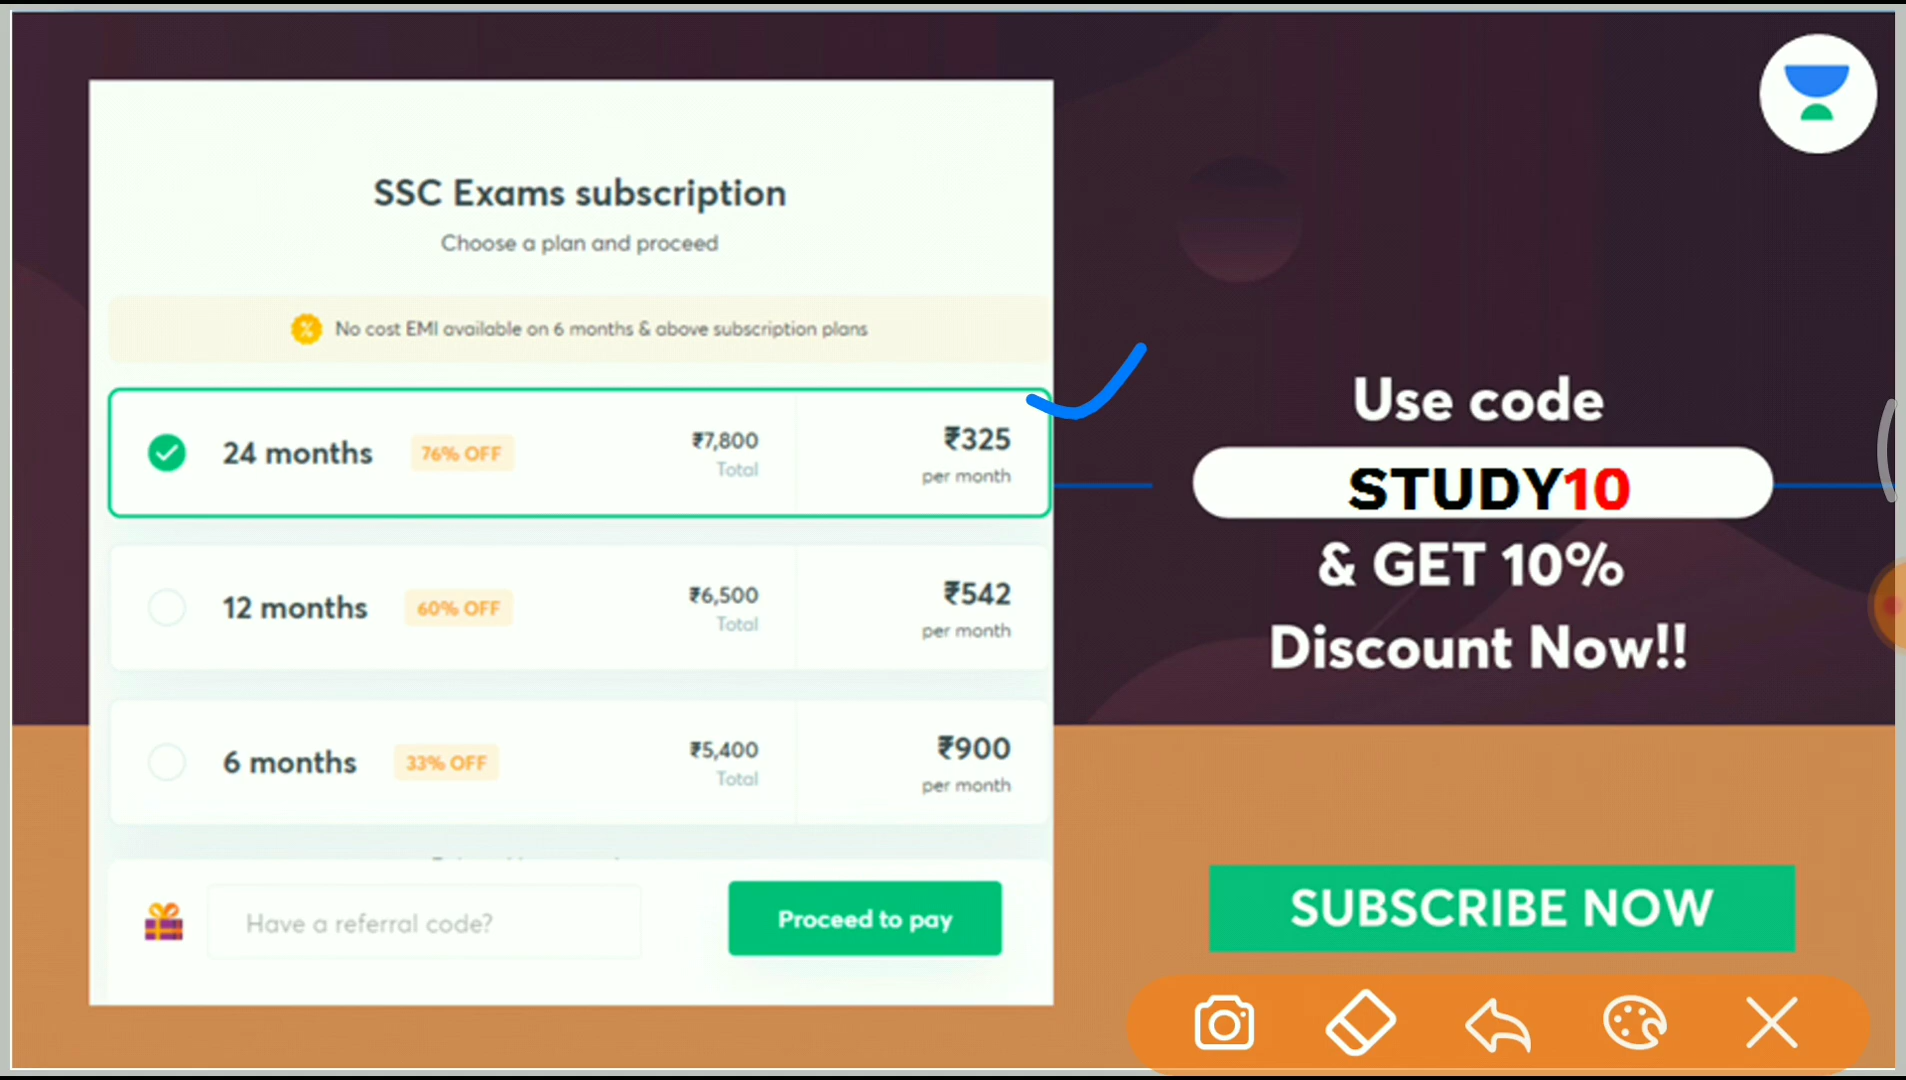 SSC Exams subscription
Choose a plan and proceed
No cost EMI available on 6 months & above subscription plans
24 months 76% OFF ₹7,800 Total ₹325 per month
12 months 60% OFF ₹6,500 Total ₹542 per month
6 months 33% OFF ₹5,400 Total ₹900 per month
Have a referral code? Proceed to pay
Use code
STUDY10
& GET 10%
Discount Now!!
SUBSCRIBE NOW